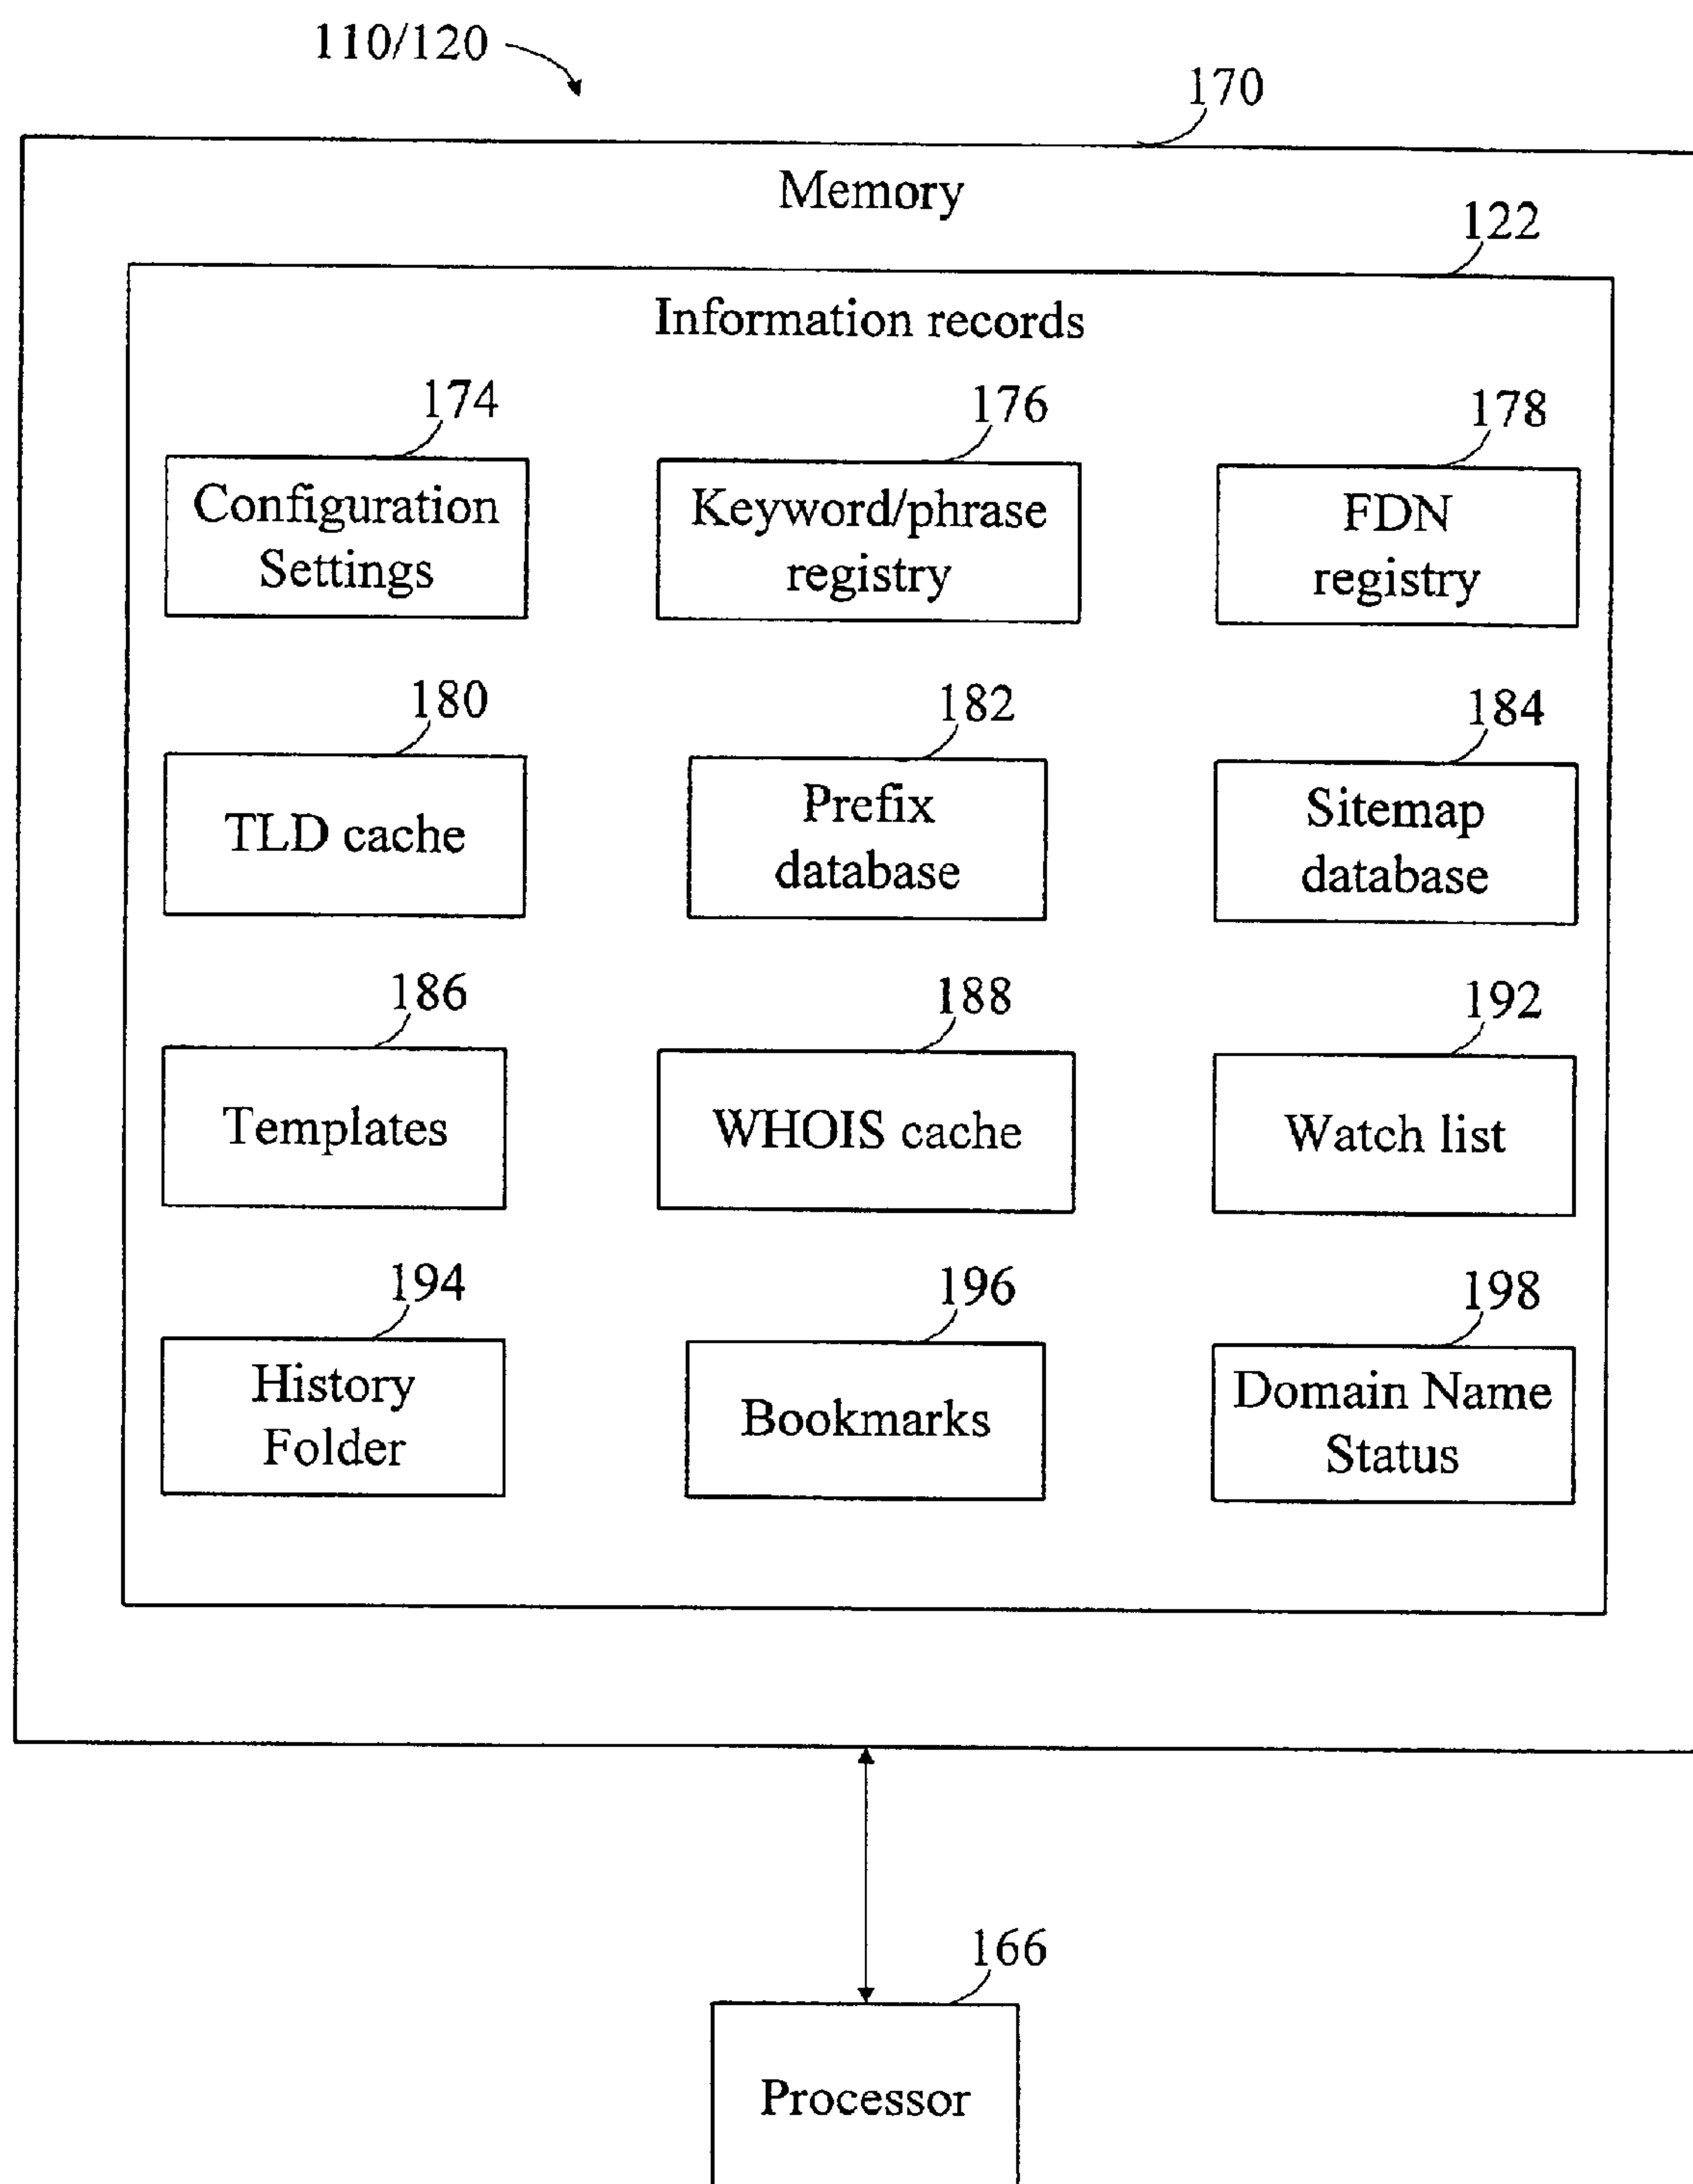 110/120
170
Memory
122
Information records
174
176
178
Configuration
Settings
Keyword/phrase
registry
FDN
registry
180
182
184
TLD cache
Prefix
database
Sitemap
database
186
188
192
Templates
WHOIS cache
Watch list
194
196
198
History
Folder
Bookmarks
Domain Name
Status
166
Processor